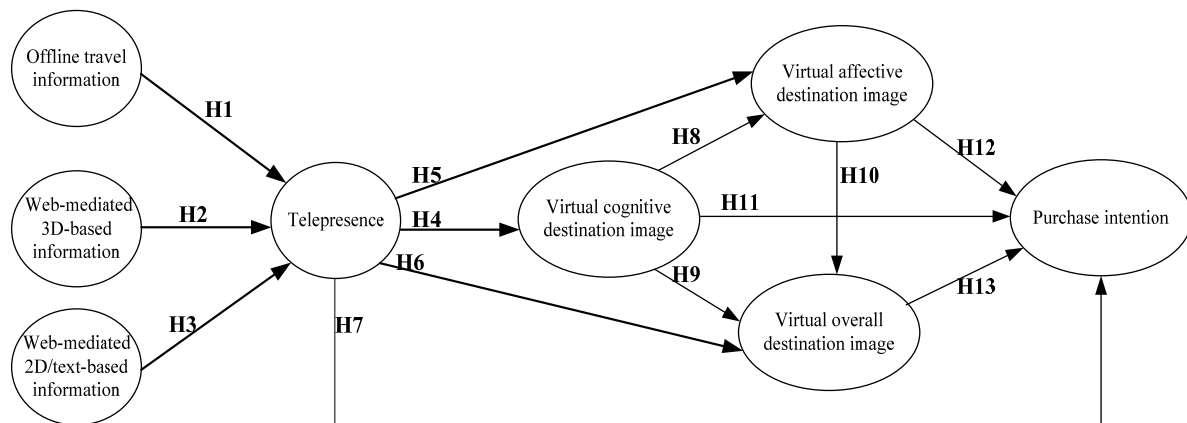 Offline travel
information
H1
Web-mediated
3D-based
information
H2
Web-mediated
2D/text-based
information
H3
Telepresence
H5
H4
H6
H7
Virtual cognitive
destination image
H8
H11
H9
Virtual affective
destination image
H10
H12
Virtual overall
destination image
H13
Purchase intention